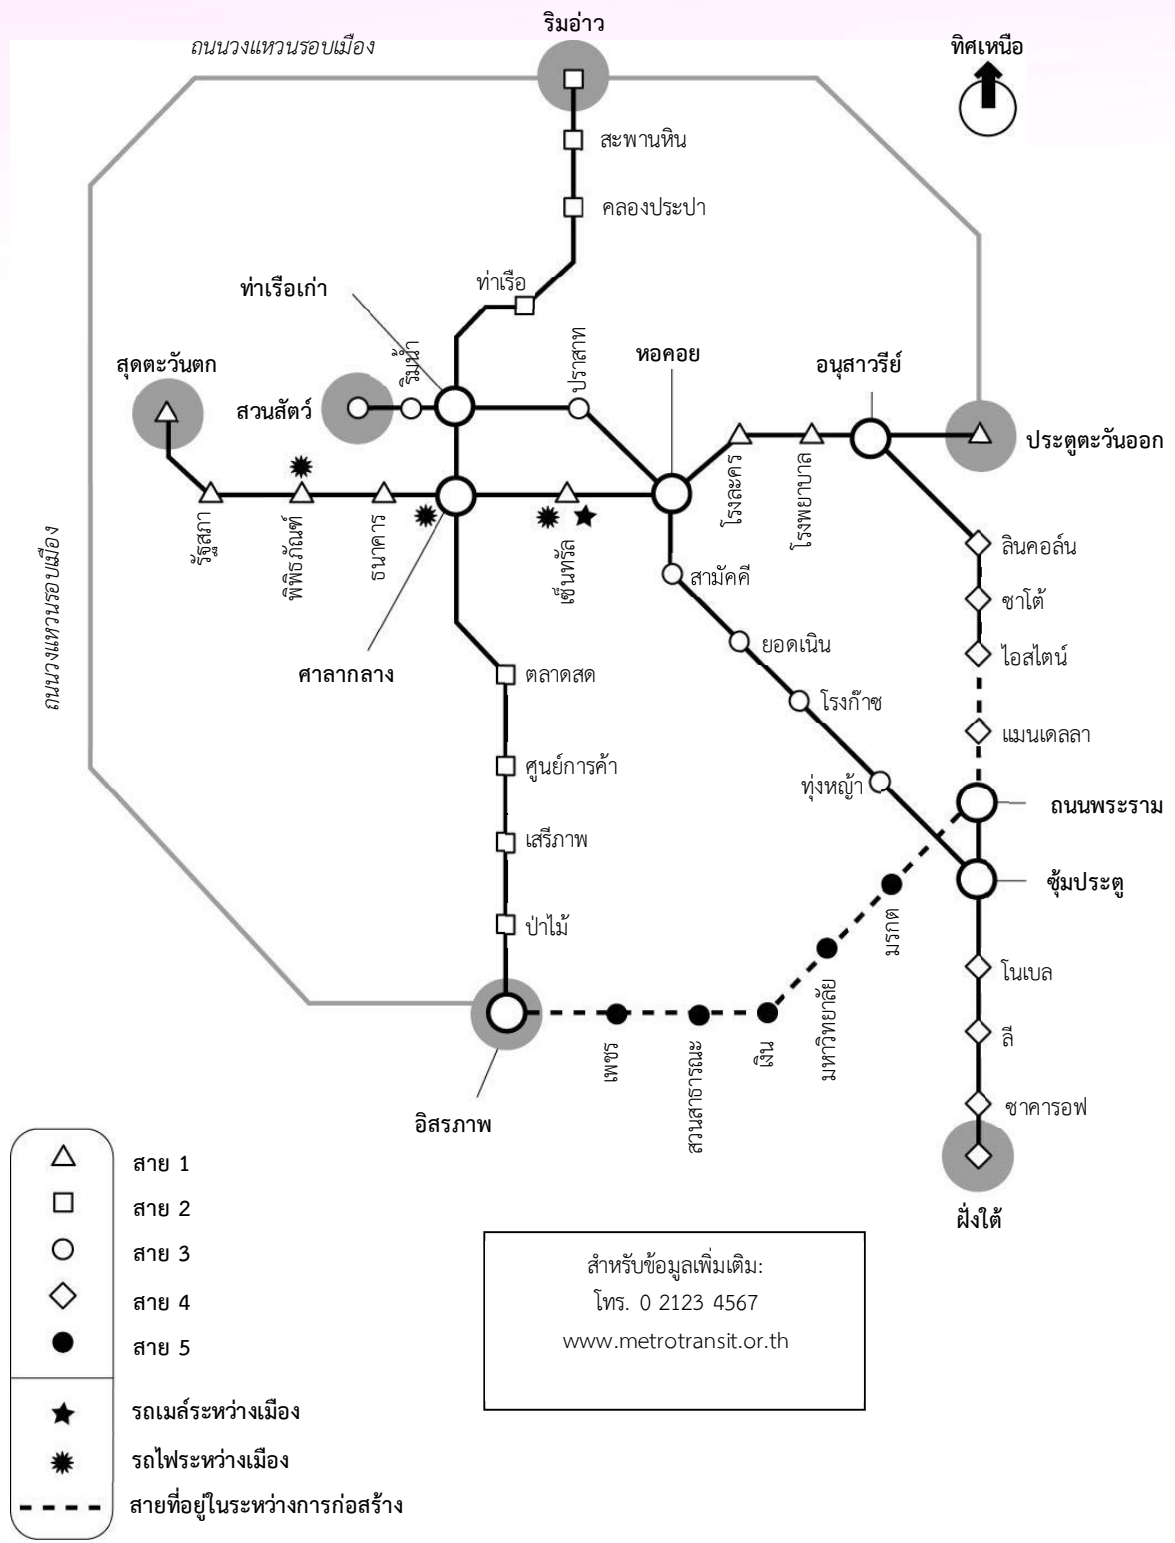 ริมอ่าว
ถนนวงแหวนรอบเมือง
ทิศเหนือ
สะพานหิน
คลองประปา
ท่าเรือ
ท่าเรือเก่า
ริมน้ำ
ปราสาท
หอคอย
อนุสาวรีย์
สุดตะวันตก
สวนสัตว์
ประตูตะวันออก
โรงละคร
โรงพยาบาล
รัฐสภา
พิพิธภัณฑ์
ธนาคาร
เซ็นทรัล
ลินคอล์น
สามัคคี
ซาโต้
ถนนวงแหวนรอบเมือง
ยอดเนิน
ไอสไตน์
ศาลากลาง
ตลาดสด
โรงก๊าซ
แมนเดลลา
ศูนย์การค้า
ทุ่งหญ้า
ถนนพระราม
เสรีภาพ
ซุ้มประตู
ป่าไม้
มรกต
โนเบล
มหาวิทยาลัย
ลี
เพชร
สวนสาธารณะ
เงิน
ซาคารอฟ
อิสรภาพ
ฝั่งใต้
สาย 1
สาย 2
สาย 3
สาย 4
สาย 5
รถเมล์ระหว่างเมือง
รถไฟระหว่างเมือง
สายที่อยู่ในระหว่างการก่อสร้าง
สำหรับข้อมูลเพิ่มเติม:
โทร. 0 2123 4567
www.metrotransit.or.th